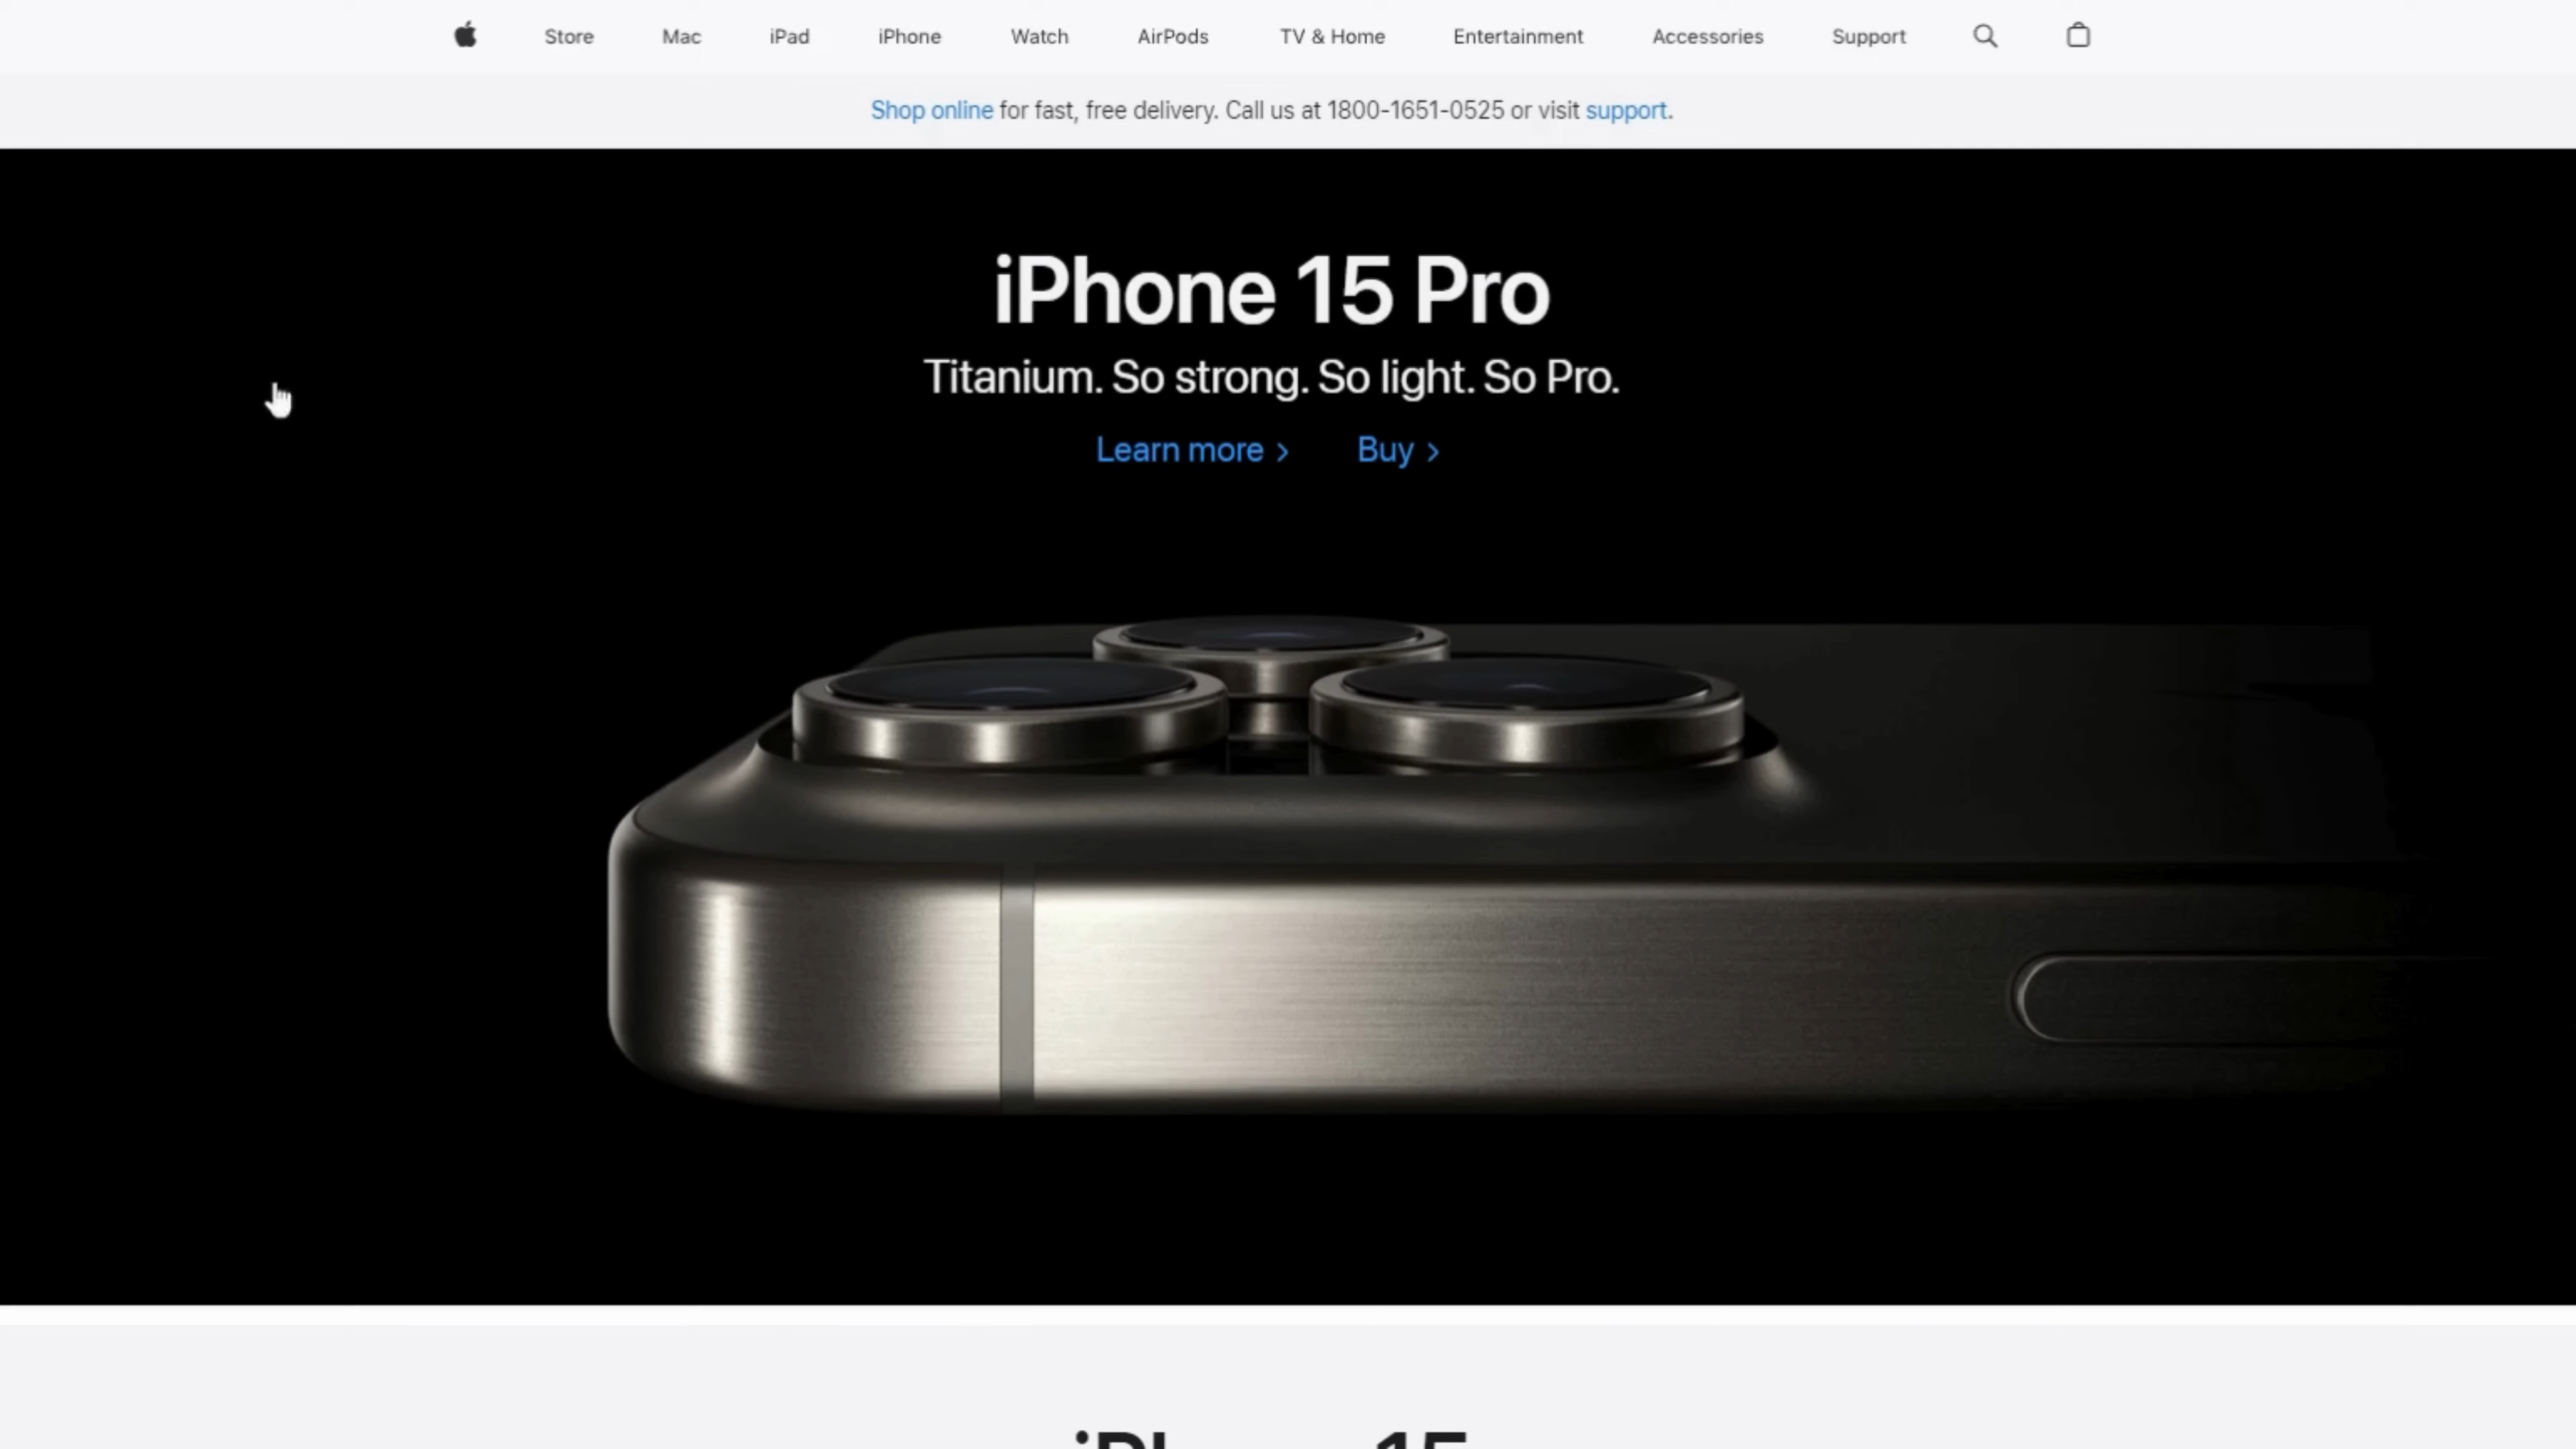 Store Mac iPad iPhone Watch AirPods TV & Home Entertainment Accessories Support
Shop online for fast, free delivery. Call us at 1800-1651-0525 or visit support.
iPhone 15 Pro
Titanium. So strong. So light. So Pro.
Learn more > Buy >